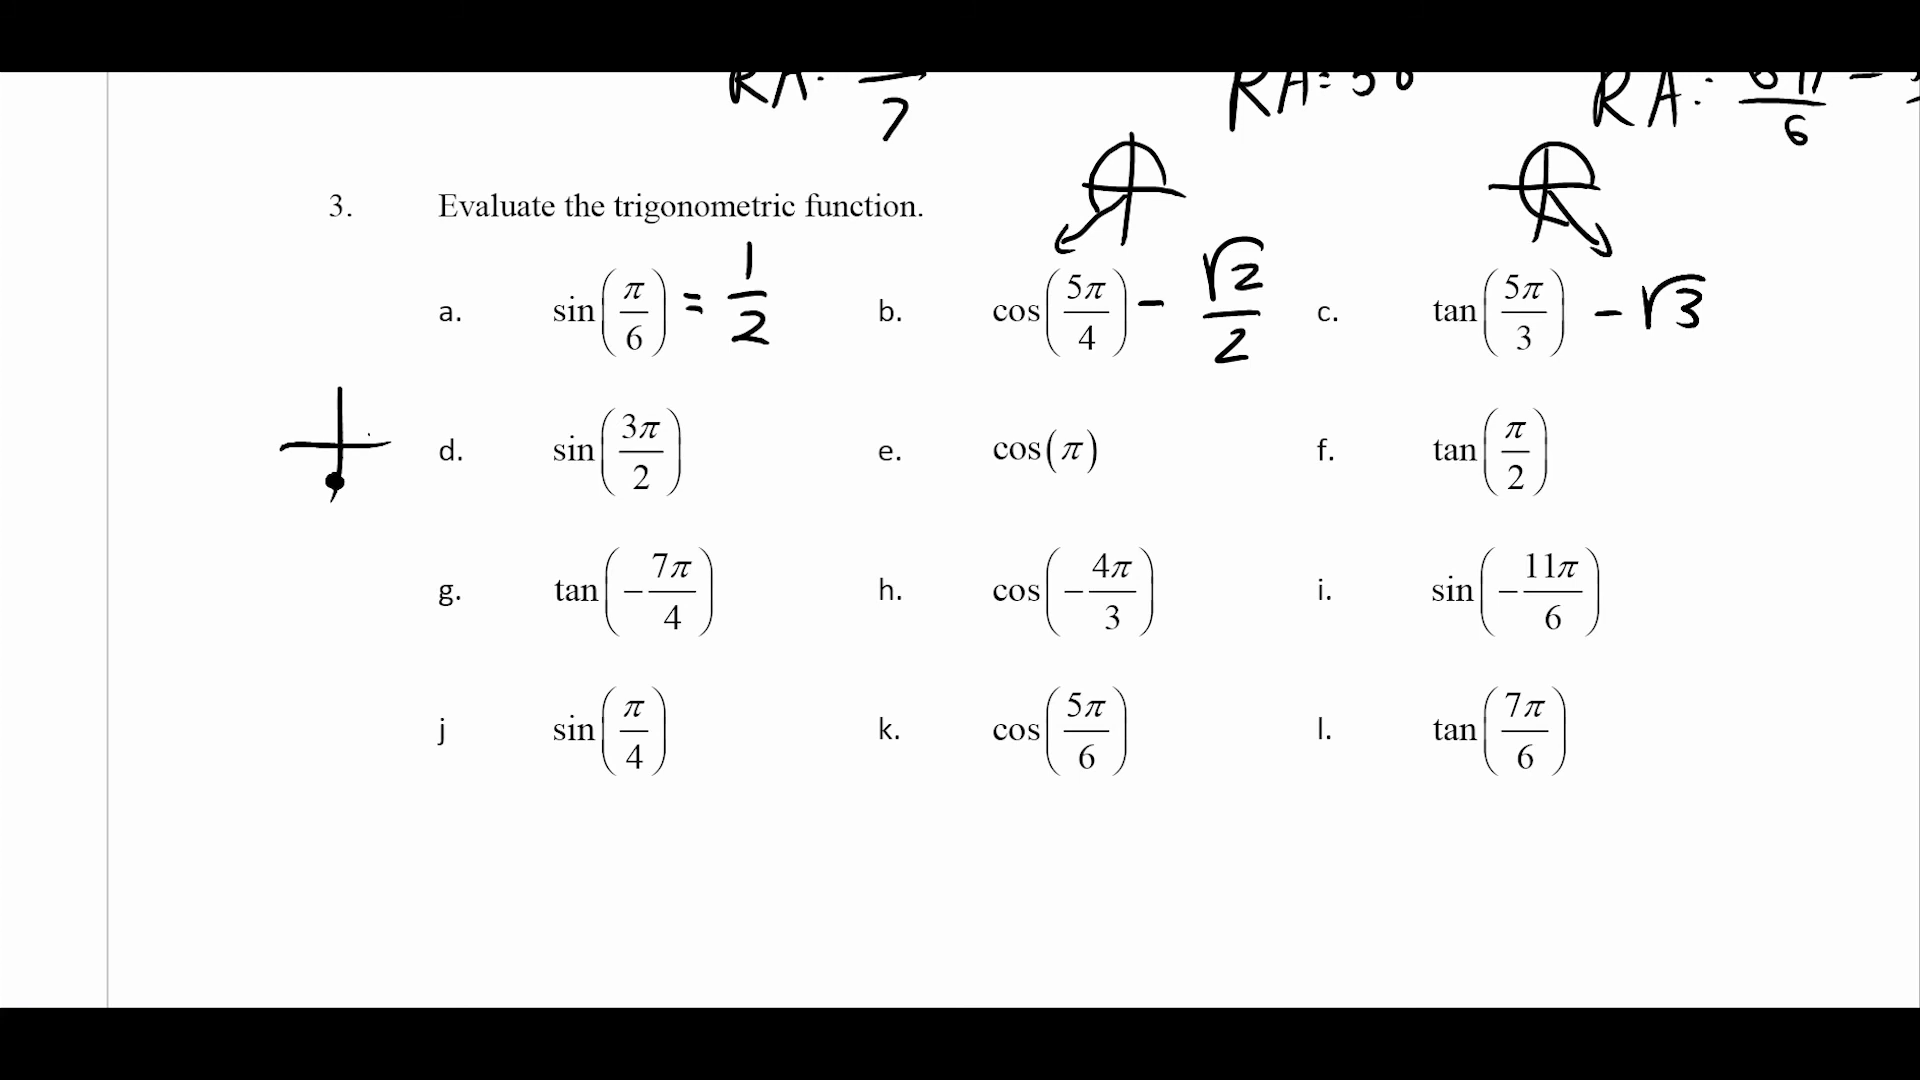 RA: 7 RA: 30 RA: 6π/6 -
3. Evaluate the trigonometric function.
a. sin(π/6) = 1/2 b. cos(5π/4) - √2/2 c. tan(5π/3) - √3
d. sin(3π/2) e. cos(π) f. tan(π/2)
g. tan(-7π/4) h. cos(-4π/3) i. sin(-11π/6)
j sin(π/4) k. cos(5π/6) l. tan(7π/6)